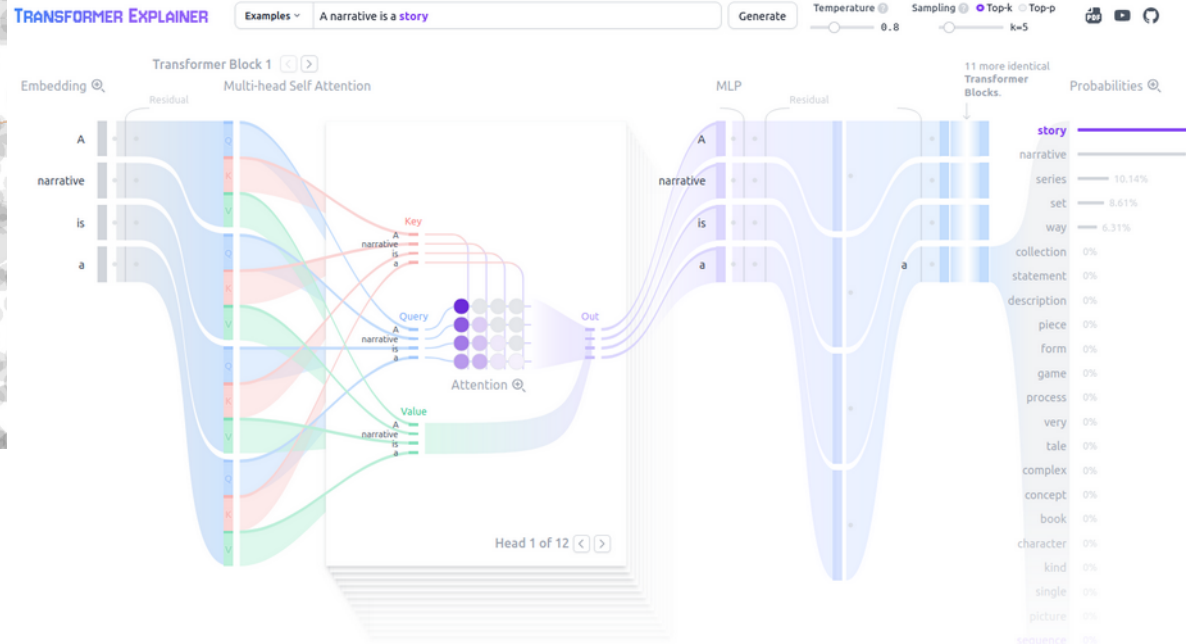 TRANSFORMER EXPLAINER
Examples
A narrative is a story
Generate
Temperature
0.8
Sampling
Top-k
Top-p
k=5
PDF
Transformer Block 1
Embedding
Residual
Multi-head Self Attention
MLP
Residual
11 more identical
Transformer
Blocks.
Probabilities
A
narrative
is
a
Q
K
V
Q
K
V
Q
K
V
Q
K
V
Key
A
narrative
is
a
Query
A
narrative
is
a
Attention
Value
A
narrative
is
a
Out
Head 1 of 12
A
narrative
is
a
a
story
narrative
series 10.14%
set 8.61%
way 6.31%
collection 0%
statement 0%
description 0%
piece 0%
form 0%
game 0%
process 0%
very 0%
tale 0%
complex 0%
concept 0%
book 0%
character 0%
kind 0%
single 0%
picture 0%
sequence 0%